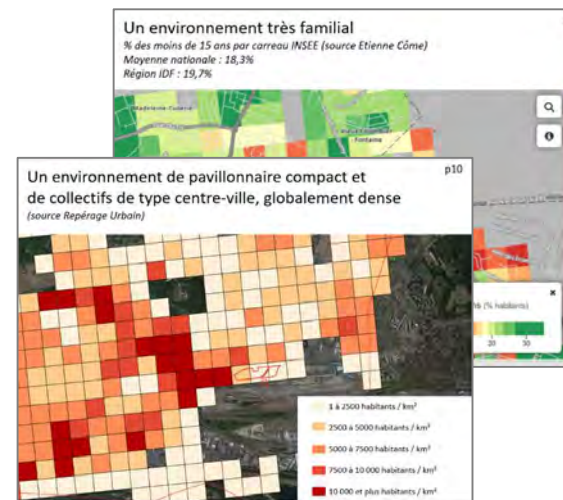 Un environnement très familial
% des moins de 15 ans par carreau INSEE (source Etienne Côme)
Moyenne nationale : 18,3%
Région IDF : 19,7%
Fontaine
p10
Un environnement de pavillonnaire compact et
de collectifs de type centre-ville, globalement dense
(source Repérage Urbain)
ns (% habitants)
20
30
1 à 2500 habitants / km²
2500 à 5000 habitants / km²
5000 à 7500 habitants / km²
7500 à 10 000 habitants / km²
10 000 et plus habitants / km²